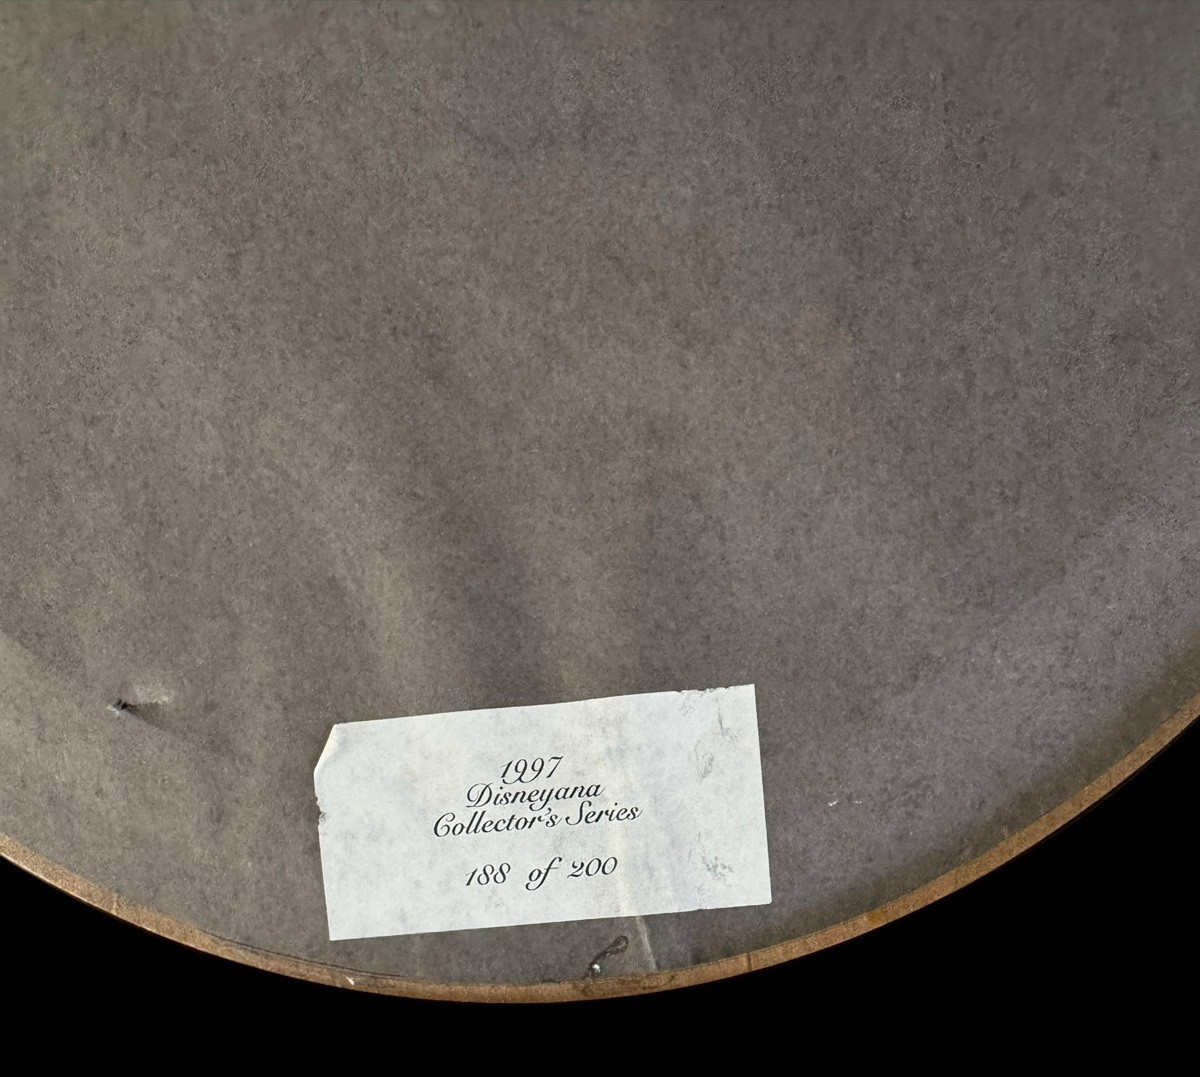 1997
Disneyana
Collector's Series
188 of 200